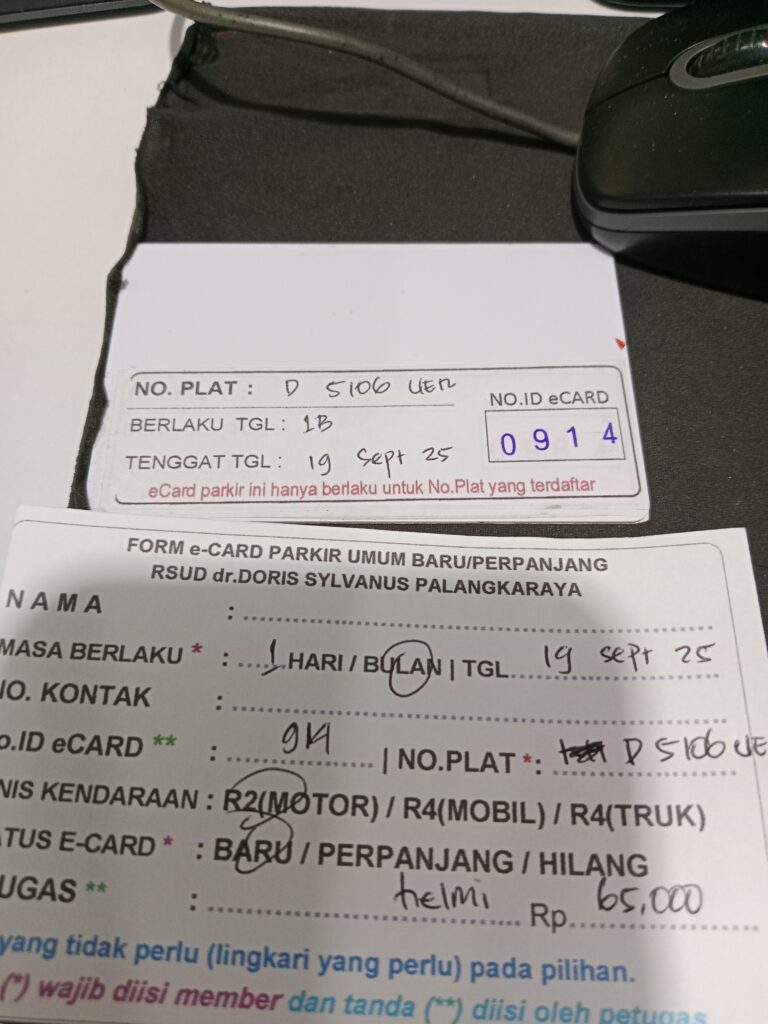 NO. PLAT : D 5106 UER
BERLAKU TGL : 1B
TENGGAT TGL : 19 Sept 25
NO.ID eCARD
0914
eCard parkir ini hanya berlaku untuk No.Plat yang terdaftar
FORM e-CARD PARKIR UMUM BARU/PERPANJANG
RSUD dr.DORIS SYLVANUS PALANGKARAYA
NAMA :
MASA BERLAKU * : 1 HARI / BULAN | TGL. 19 sept 25
NO. KONTAK :
o.ID eCARD ** : 914 | NO.PLAT *: D 5106 UE
NIS KENDARAAN : R2(MOTOR) / R4(MOBIL) / R4(TRUK)
ATUS E-CARD * : BARU / PERPANJANG / HILANG
UGAS ** : helmi Rp. 65,000
yang tidak perlu (lingkari yang perlu) pada pilihan.
(*) wajib diisi member dan tanda (**) diisi oleh petugas